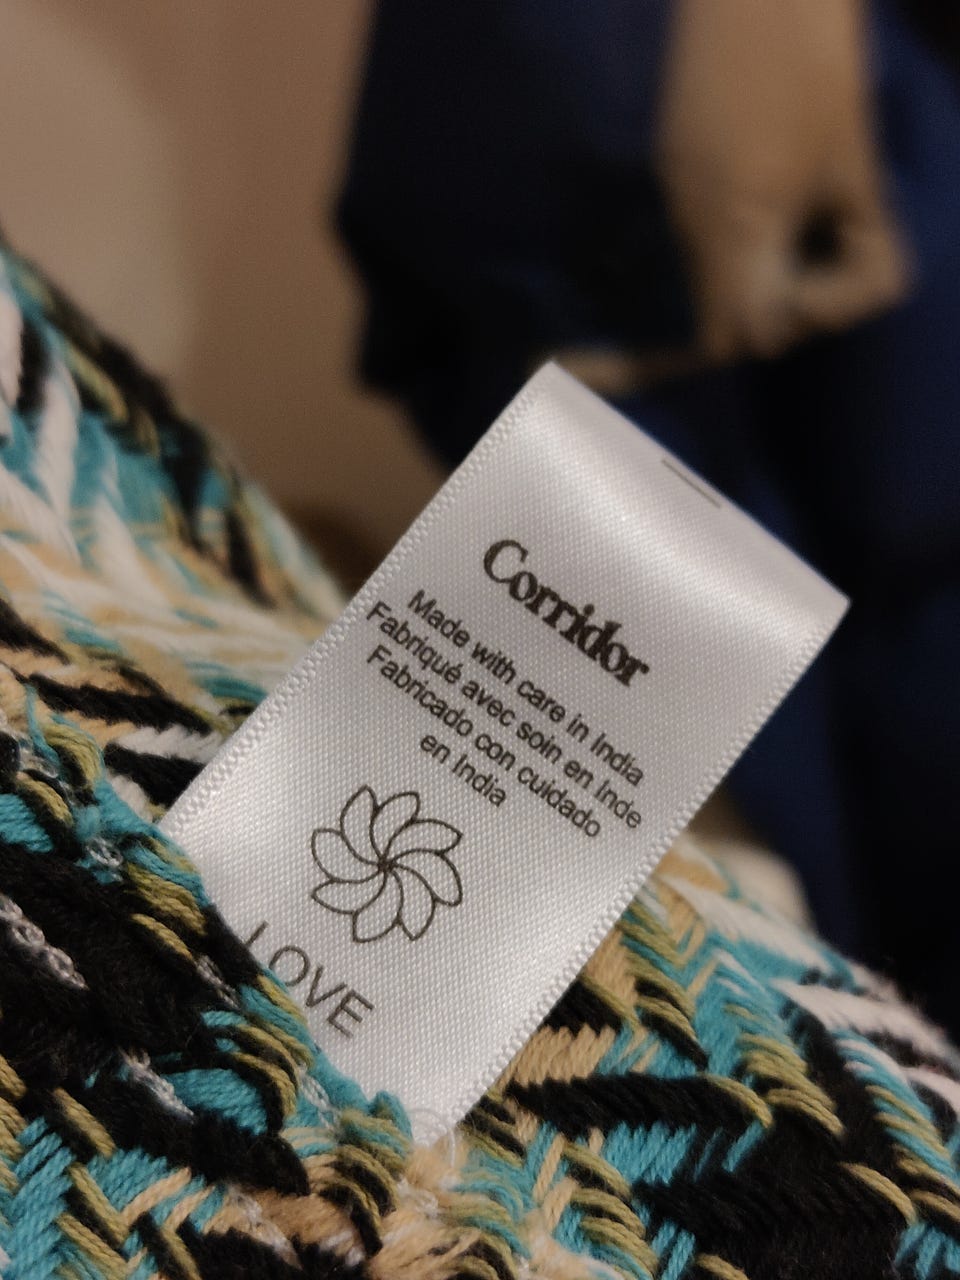 Corridor
Made with care in India
Fabriqué avec soin en Inde
Fabricado con cuidado
en India
LOVE